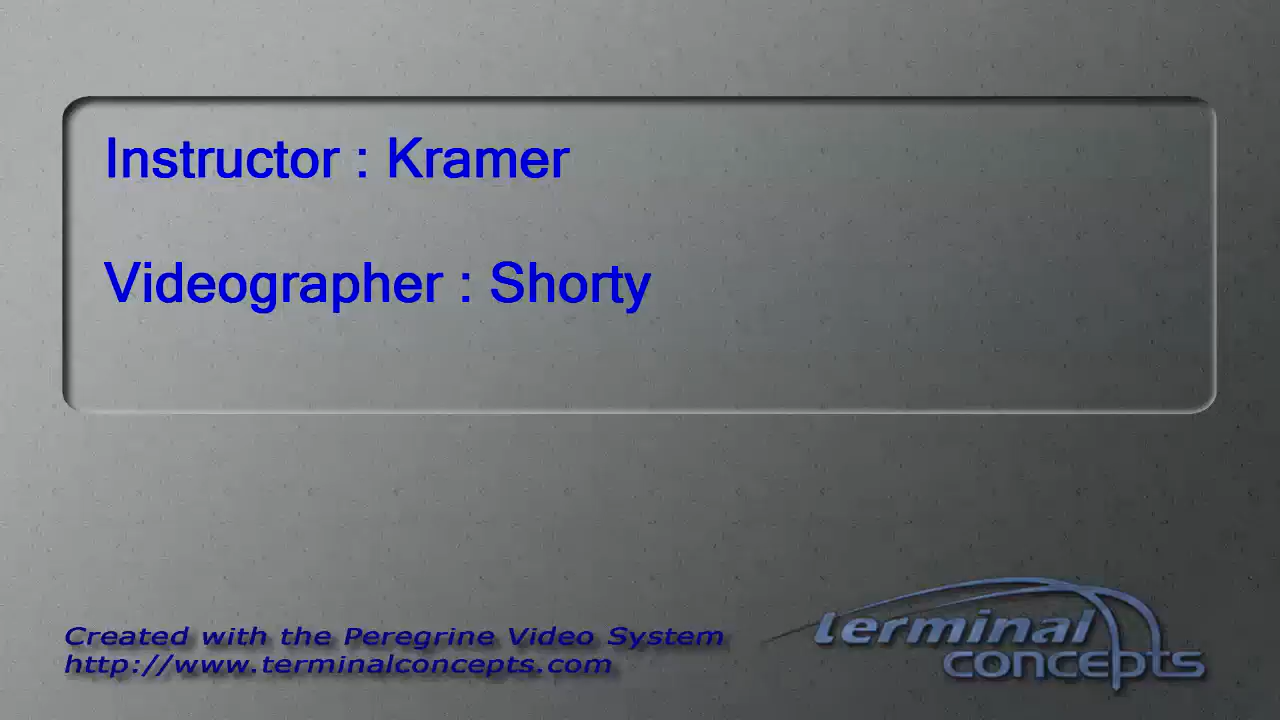 Instructor : Kramer
Videographer : Shorty
Created with the Peregrine Video System
http://www.terminalconcepts.com
terminal
concepts